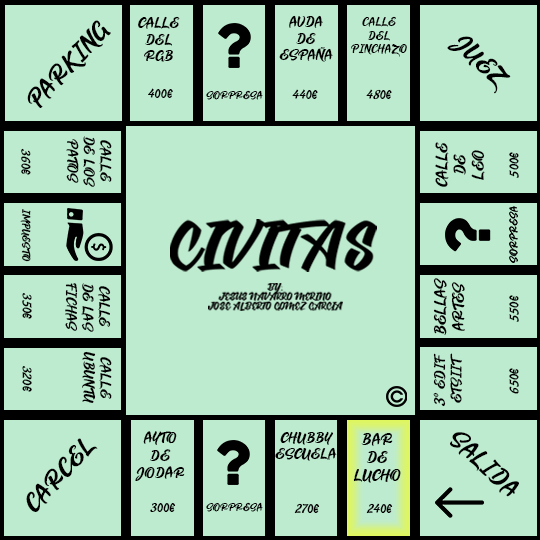 PARKING
CALLE
DEL
RGB
400€
?
SORPRESA
AVDA
DE
ESPAÑA
440€
CALLE
DEL
PINCHAZO
480€
JUEZ
CALLE
DE LOS
PATIOS
360€
IMPUESTO
$
CALLE
DE LAS
FICHAS
350€
CALLE
UBUNTU
320€
CIVITAS
BY:
JESUS NAVARRO MERINO
JOSE ALBERTO GOMEZ GARCIA
©
CALLE
DE
LEO
500€
?
SORPRESA
BELLAS
ARTES
550€
3º EDIF
ETSIIT
650€
CARCEL
AYTO
DE
JODAR
300€
?
SORPRESA
CHUBBY
ESCUELA
270€
BAR
DE
LUCHO
240€
SALIDA